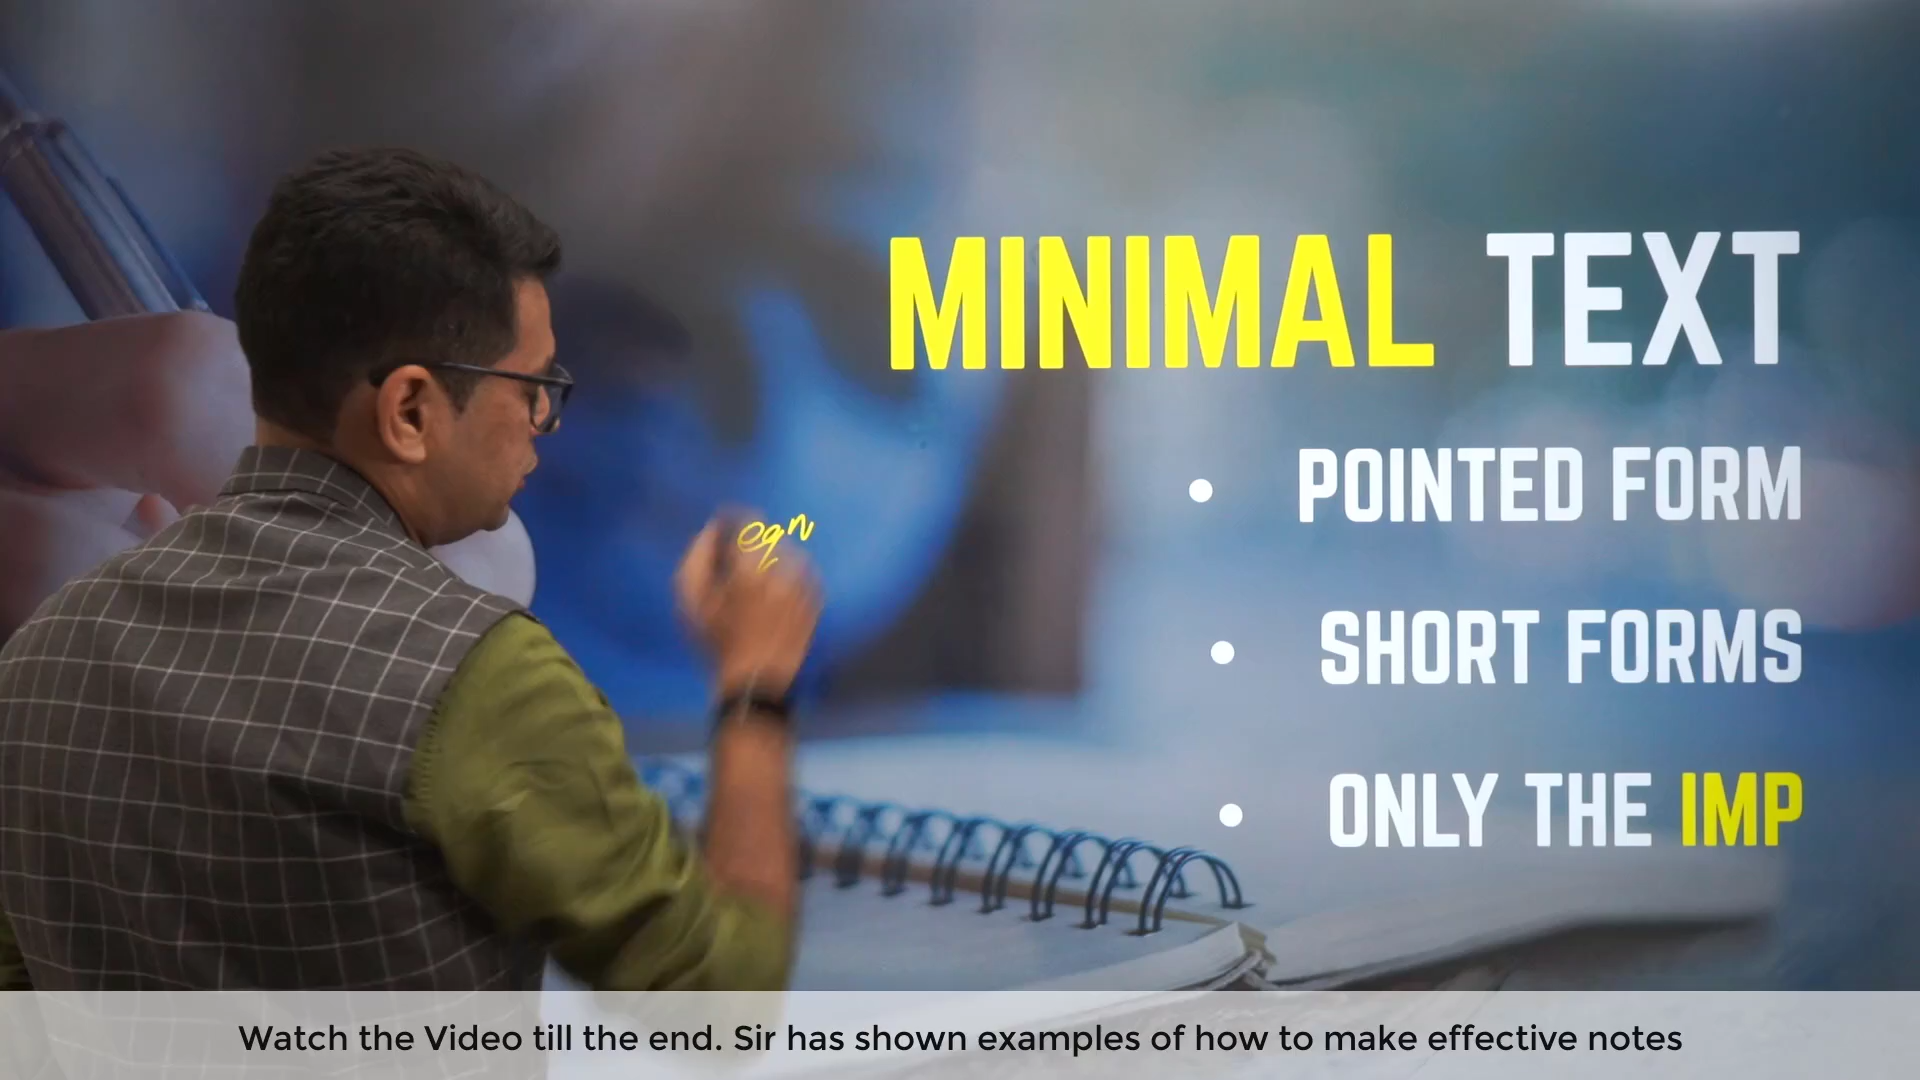 MINIMAL TEXT
• POINTED FORM
eqn
• SHORT FORMS
• ONLY THE IMP
Watch the Video till the end. Sir has shown examples of how to make effective notes